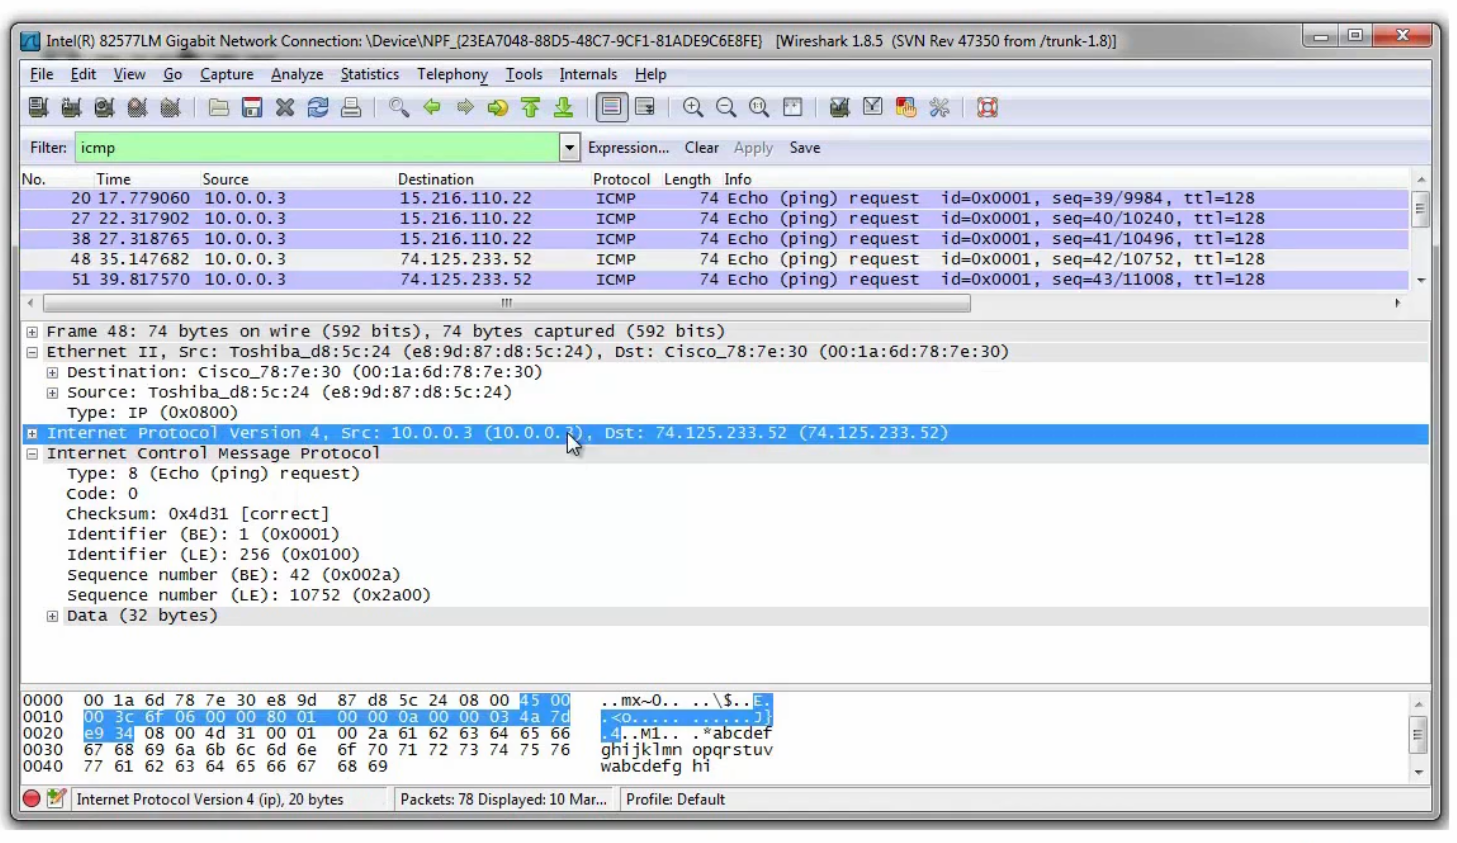 Intel(R) 82577LM Gigabit Network Connection: \Device\NPF_{23EA7048-88D5-48C7-9CF1-81ADE9C6E8FE} [Wireshark 1.8.5 (SVN Rev 47350 from /trunk-1.8)]
File Edit View Go Capture Analyze Statistics Telephony Tools Internals Help
Filter: icmp Expression... Clear Apply Save
No. Time Source Destination Protocol Length Info
20 17.779060 10.0.0.3 15.216.110.22 ICMP 74 Echo (ping) request id=0x0001, seq=39/9984, ttl=128
27 22.317902 10.0.0.3 15.216.110.22 ICMP 74 Echo (ping) request id=0x0001, seq=40/10240, ttl=128
38 27.318765 10.0.0.3 15.216.110.22 ICMP 74 Echo (ping) request id=0x0001, seq=41/10496, ttl=128
48 35.147682 10.0.0.3 74.125.233.52 ICMP 74 Echo (ping) request id=0x0001, seq=42/10752, ttl=128
51 39.817570 10.0.0.3 74.125.233.52 ICMP 74 Echo (ping) request id=0x0001, seq=43/11008, ttl=128
Frame 48: 74 bytes on wire (592 bits), 74 bytes captured (592 bits)
Ethernet II, Src: Toshiba_d8:5c:24 (e8:9d:87:d8:5c:24), Dst: Cisco_78:7e:30 (00:1a:6d:78:7e:30)
Destination: Cisco_78:7e:30 (00:1a:6d:78:7e:30)
Source: Toshiba_d8:5c:24 (e8:9d:87:d8:5c:24)
Type: IP (0x0800)
Internet Protocol Version 4, Src: 10.0.0.3 (10.0.0.3), Dst: 74.125.233.52 (74.125.233.52)
Internet Control Message Protocol
Type: 8 (Echo (ping) request)
Code: 0
Checksum: 0x4d31 [correct]
Identifier (BE): 1 (0x0001)
Identifier (LE): 256 (0x0100)
Sequence number (BE): 42 (0x002a)
Sequence number (LE): 10752 (0x2a00)
Data (32 bytes)
0000 00 1a 6d 78 7e 30 e8 9d 87 d8 5c 24 08 00 45 00 ..mx~0.. ..\$..E.
0010 00 3c 6f 06 00 00 80 01 00 00 0a 00 00 03 4a 7d .<o..... ......J}
0020 e9 34 08 00 4d 31 00 01 00 2a 61 62 63 64 65 66 .4..M1.. .*abcdef
0030 67 68 69 6a 6b 6c 6d 6e 6f 70 71 72 73 74 75 76 ghijklmn opqrstuv
0040 77 61 62 63 64 65 66 67 68 69 wabcdefg hi
Internet Protocol Version 4 (ip), 20 bytes Packets: 78 Displayed: 10 Mar... Profile: Default